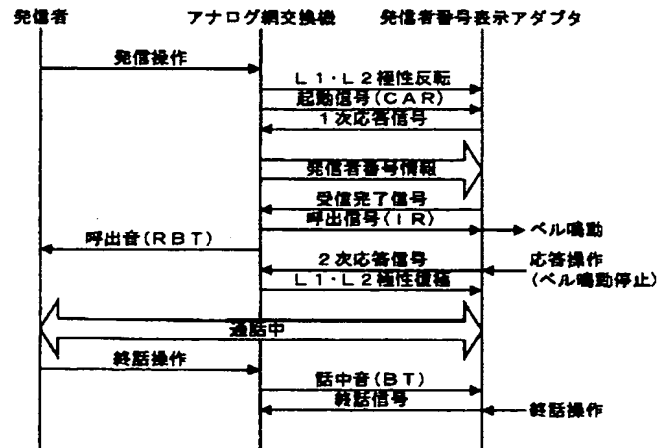 発信者
アナログ網交換機
発信者番号表示アダプタ
発信操作
L1・L2極性反転
起動信号(CAR)
1次応答信号
発信者番号情報
受信完了信号
呼出信号(IR)
ベル鳴動
呼出音(RBT)
2次応答信号
応答操作
(ベル鳴動停止)
L1・L2極性復極
通話中
終話操作
話中音(BT)
終話信号
終話操作